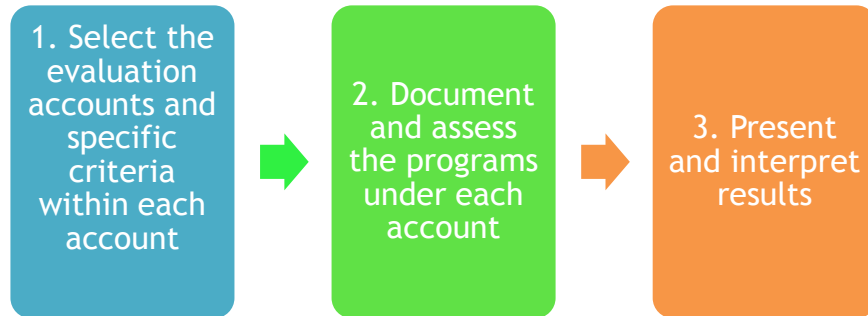 1. Select the
evaluation
accounts and
specific
criteria
within each
account
2. Document
and assess
the programs
under each
account
3. Present
and interpret
results